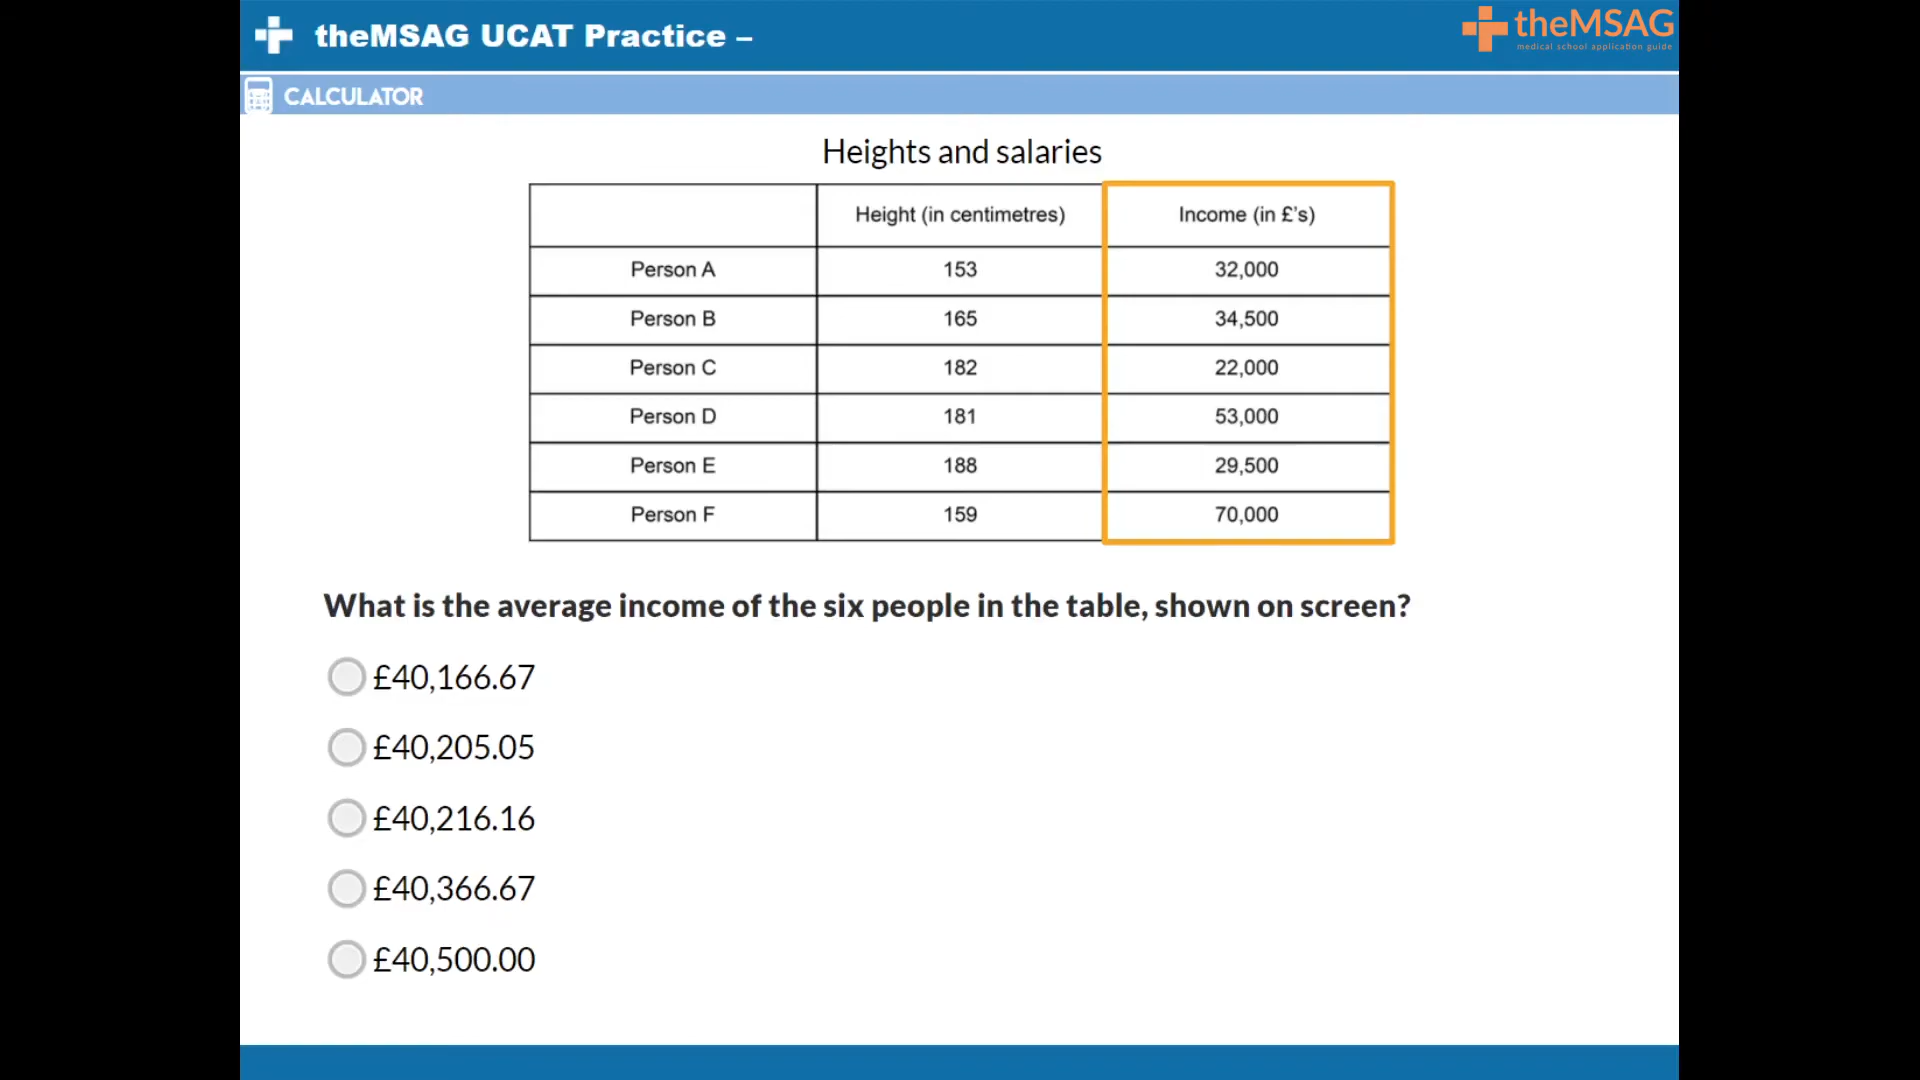 theMSAG UCAT Practice –
theMSAG
medical school application guide
CALCULATOR
Heights and salaries
Height (in centimetres) Income (in £'s)
Person A 153 32,000
Person B 165 34,500
Person C 182 22,000
Person D 181 53,000
Person E 188 29,500
Person F 159 70,000
What is the average income of the six people in the table, shown on screen?
£40,166.67
£40,205.05
£40,216.16
£40,366.67
£40,500.00